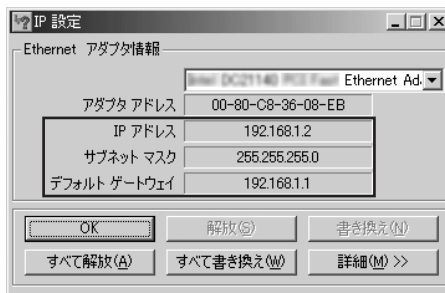 IP 設定
Ethernet アダプタ情報
Ethernet Ad.
アダプタ アドレス 00-80-C8-36-08-EB
IP アドレス 192.168.1.2
サブネット マスク 255.255.255.0
デフォルト ゲートウェイ 192.168.1.1
OK 解放(S) 書き換え(N)
すべて解放(A) すべて書き換え(W) 詳細(M) >>